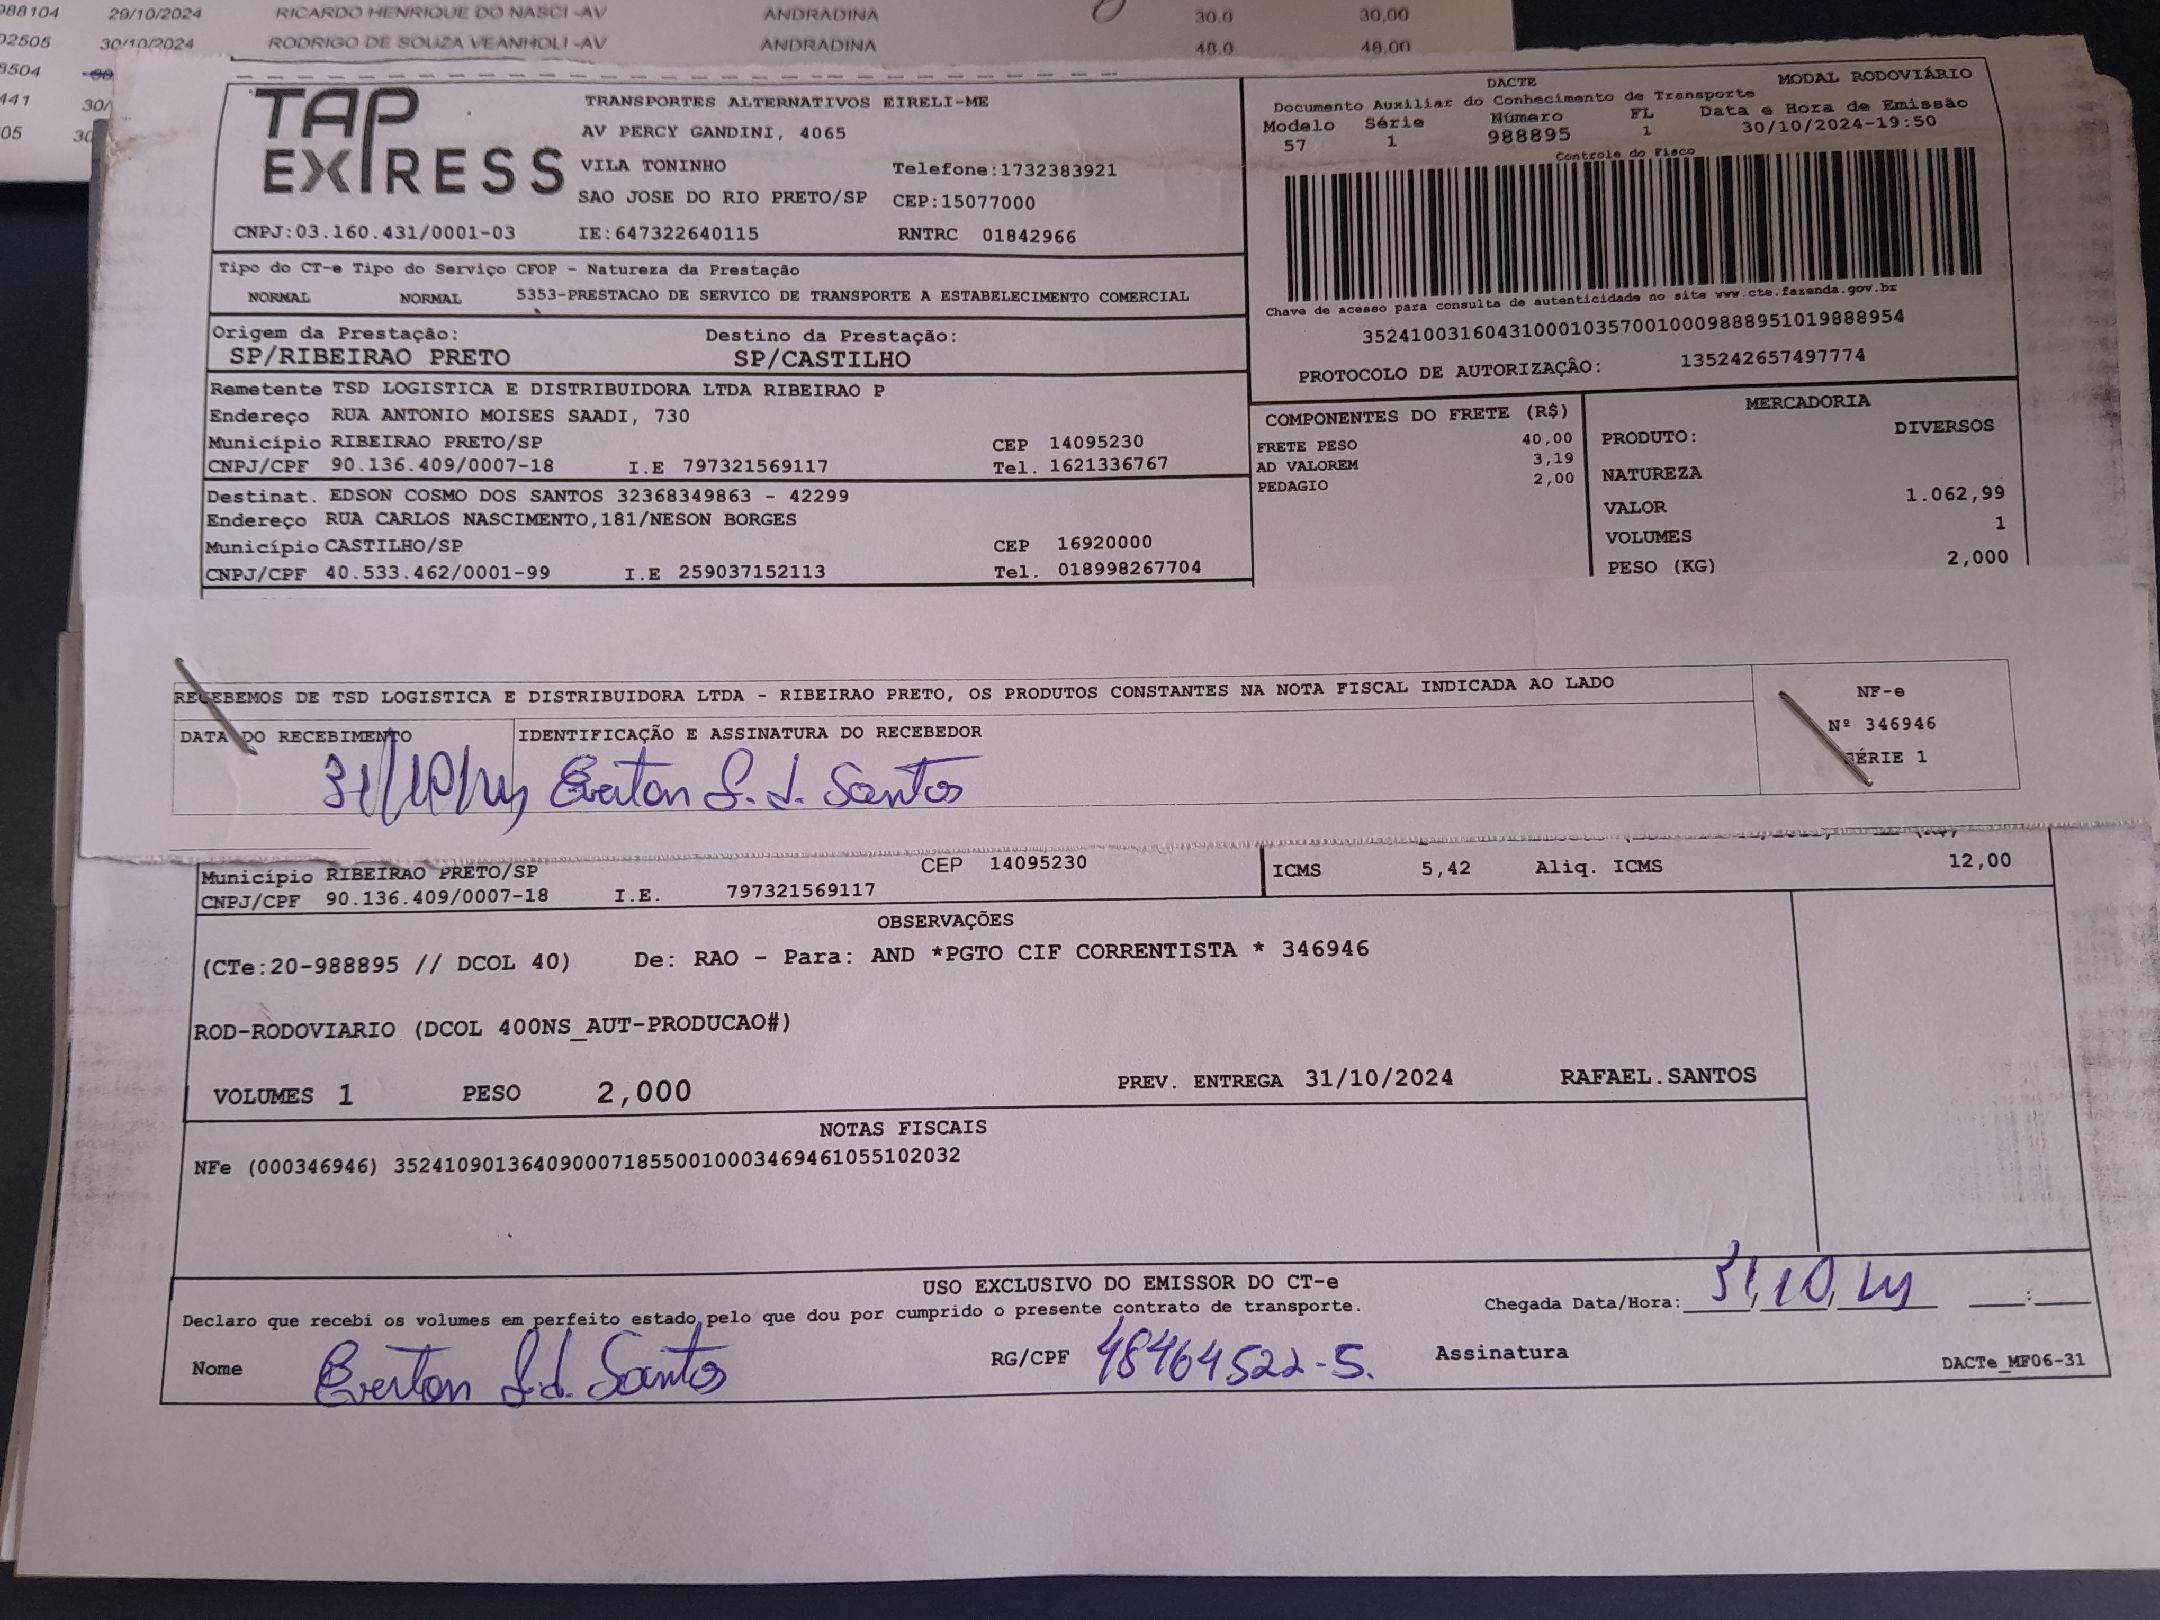 988104 29/10/2024 RICARDO HENRIQUE DO NASCI -AV ANDRADINA 30.0 30,00
02505 30/10/2024 RODRIGO DE SOUZA VEANHOLI -AV ANDRADINA 48.0 48,00
8504
441 30/
05 30
TAP EXPRESS
TRANSPORTES ALTERNATIVOS EIRELI-ME
AV PERCY GANDINI, 4065
VILA TONINHO Telefone:1732383921
SAO JOSE DO RIO PRETO/SP CEP:15077000
CNPJ:03.160.431/0001-03 IE:647322640115 RNTRC 01842966
DACTE MODAL RODOVIÁRIO
Documento Auxiliar do Conhecimento de Transporte
Modelo Série Número FL Data e Hora de Emissão
57 1 988895 1 30/10/2024-19:50
Controle do Fisco
Chave de acesso para consulta de autenticidade no site www.cte.fazenda.gov.br
35241003160431000103570010009888951019888954
PROTOCOLO DE AUTORIZAÇÂO: 135242657497774
Tipo do CT-e Tipo do Serviço CFOP - Natureza da Prestação
NORMAL NORMAL 5353-PRESTACAO DE SERVICO DE TRANSPORTE A ESTABELECIMENTO COMERCIAL
Origem da Prestação: Destino da Prestação:
SP/RIBEIRAO PRETO SP/CASTILHO
Remetente TSD LOGISTICA E DISTRIBUIDORA LTDA RIBEIRAO P
Endereço RUA ANTONIO MOISES SAADI, 730
Município RIBEIRAO PRETO/SP CEP 14095230
CNPJ/CPF 90.136.409/0007-18 I.E 797321569117 Tel. 1621336767
Destinat. EDSON COSMO DOS SANTOS 32368349863 - 42299
Endereço RUA CARLOS NASCIMENTO,181/NESON BORGES
Município CASTILHO/SP CEP 16920000
CNPJ/CPF 40.533.462/0001-99 I.E 259037152113 Tel. 018998267704
COMPONENTES DO FRETE (R$)
FRETE PESO 40,00
AD VALOREM 3,19
PEDAGIO 2,00
MERCADORIA
PRODUTO: DIVERSOS
NATUREZA
VALOR 1.062,99
VOLUMES 1
PESO (KG) 2,000
RECEBEMOS DE TSD LOGISTICA E DISTRIBUIDORA LTDA - RIBEIRAO PRETO, OS PRODUTOS CONSTANTES NA NOTA FISCAL INDICADA AO LADO
DATA DO RECEBIMENTO IDENTIFICAÇÃO E ASSINATURA DO RECEBEDOR
31/10/24 Everton S. d. Santos
NF-e
Nº 346946
SÉRIE 1
Município RIBEIRAO PRETO/SP CEP 14095230
CNPJ/CPF 90.136.409/0007-18 I.E. 797321569117
ICMS 5,42 Aliq. ICMS 12,00
OBSERVAÇÕES
(CTe:20-988895 // DCOL 40) De: RAO - Para: AND *PGTO CIF CORRENTISTA * 346946
ROD-RODOVIARIO (DCOL 400NS_AUT-PRODUCAO#)
VOLUMES 1 PESO 2,000 PREV. ENTREGA 31/10/2024 RAFAEL.SANTOS
NOTAS FISCAIS
NFe (000346946) 35241090136409000718550010003469461055102032
USO EXCLUSIVO DO EMISSOR DO CT-e
Declaro que recebi os volumes em perfeito estado pelo que dou por cumprido o presente contrato de transporte. Chegada Data/Hora: 31,10,24 __:__
Nome Everton S.d. Santos RG/CPF 48464522-5. Assinatura
DACTe_MF06-31